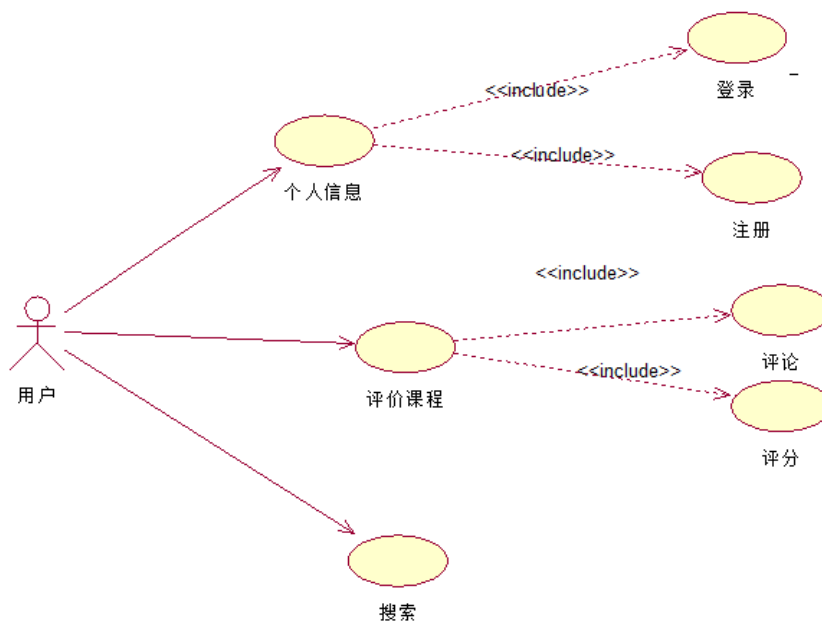 登录
<<include>>
<<include>>
个人信息
注册
<<include>>
评论
<<include>>
用户
评价课程
评分
搜索